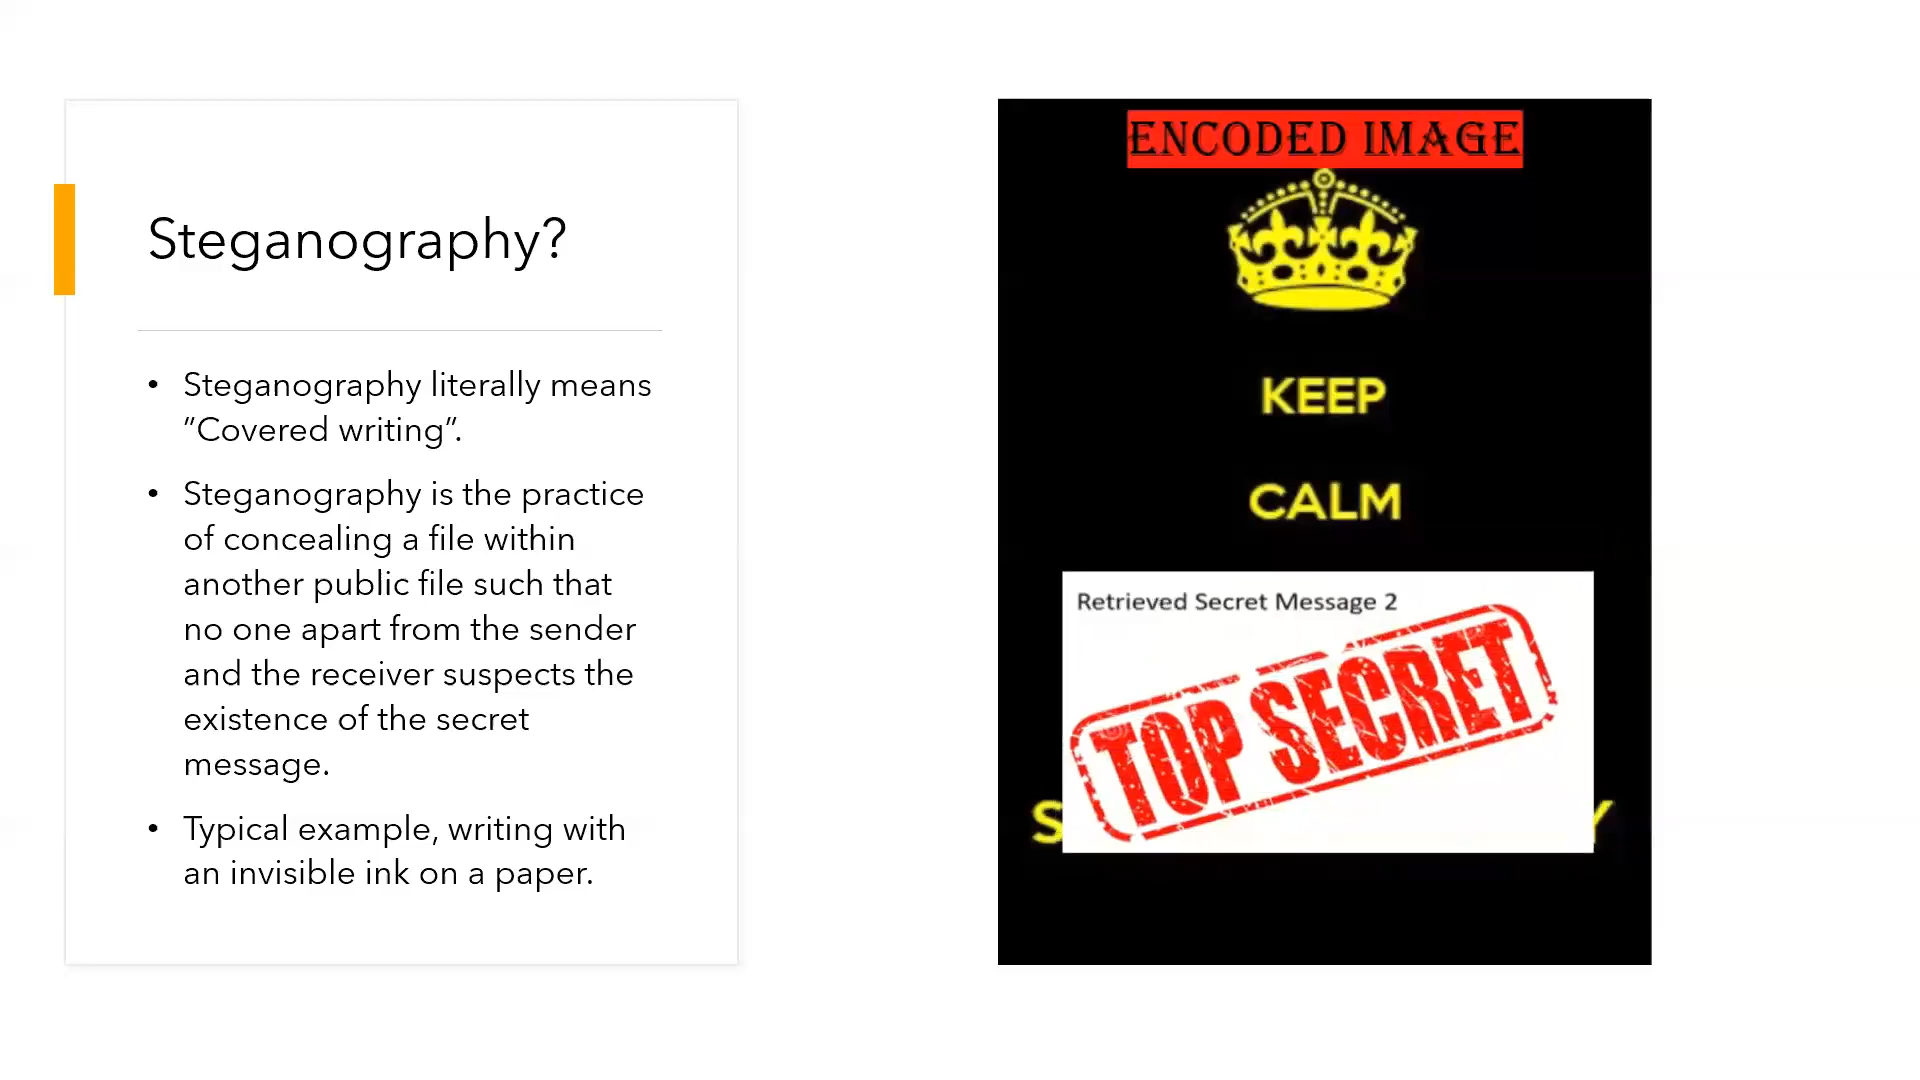 Steganography?
• Steganography literally means
”Covered writing”.
• Steganography is the practice
of concealing a file within
another public file such that
no one apart from the sender
and the receiver suspects the
existence of the secret
message.
• Typical example, writing with
an invisible ink on a paper.
ENCODED IMAGE
KEEP
CALM
Retrieved Secret Message 2
TOP SECRET
S
Y